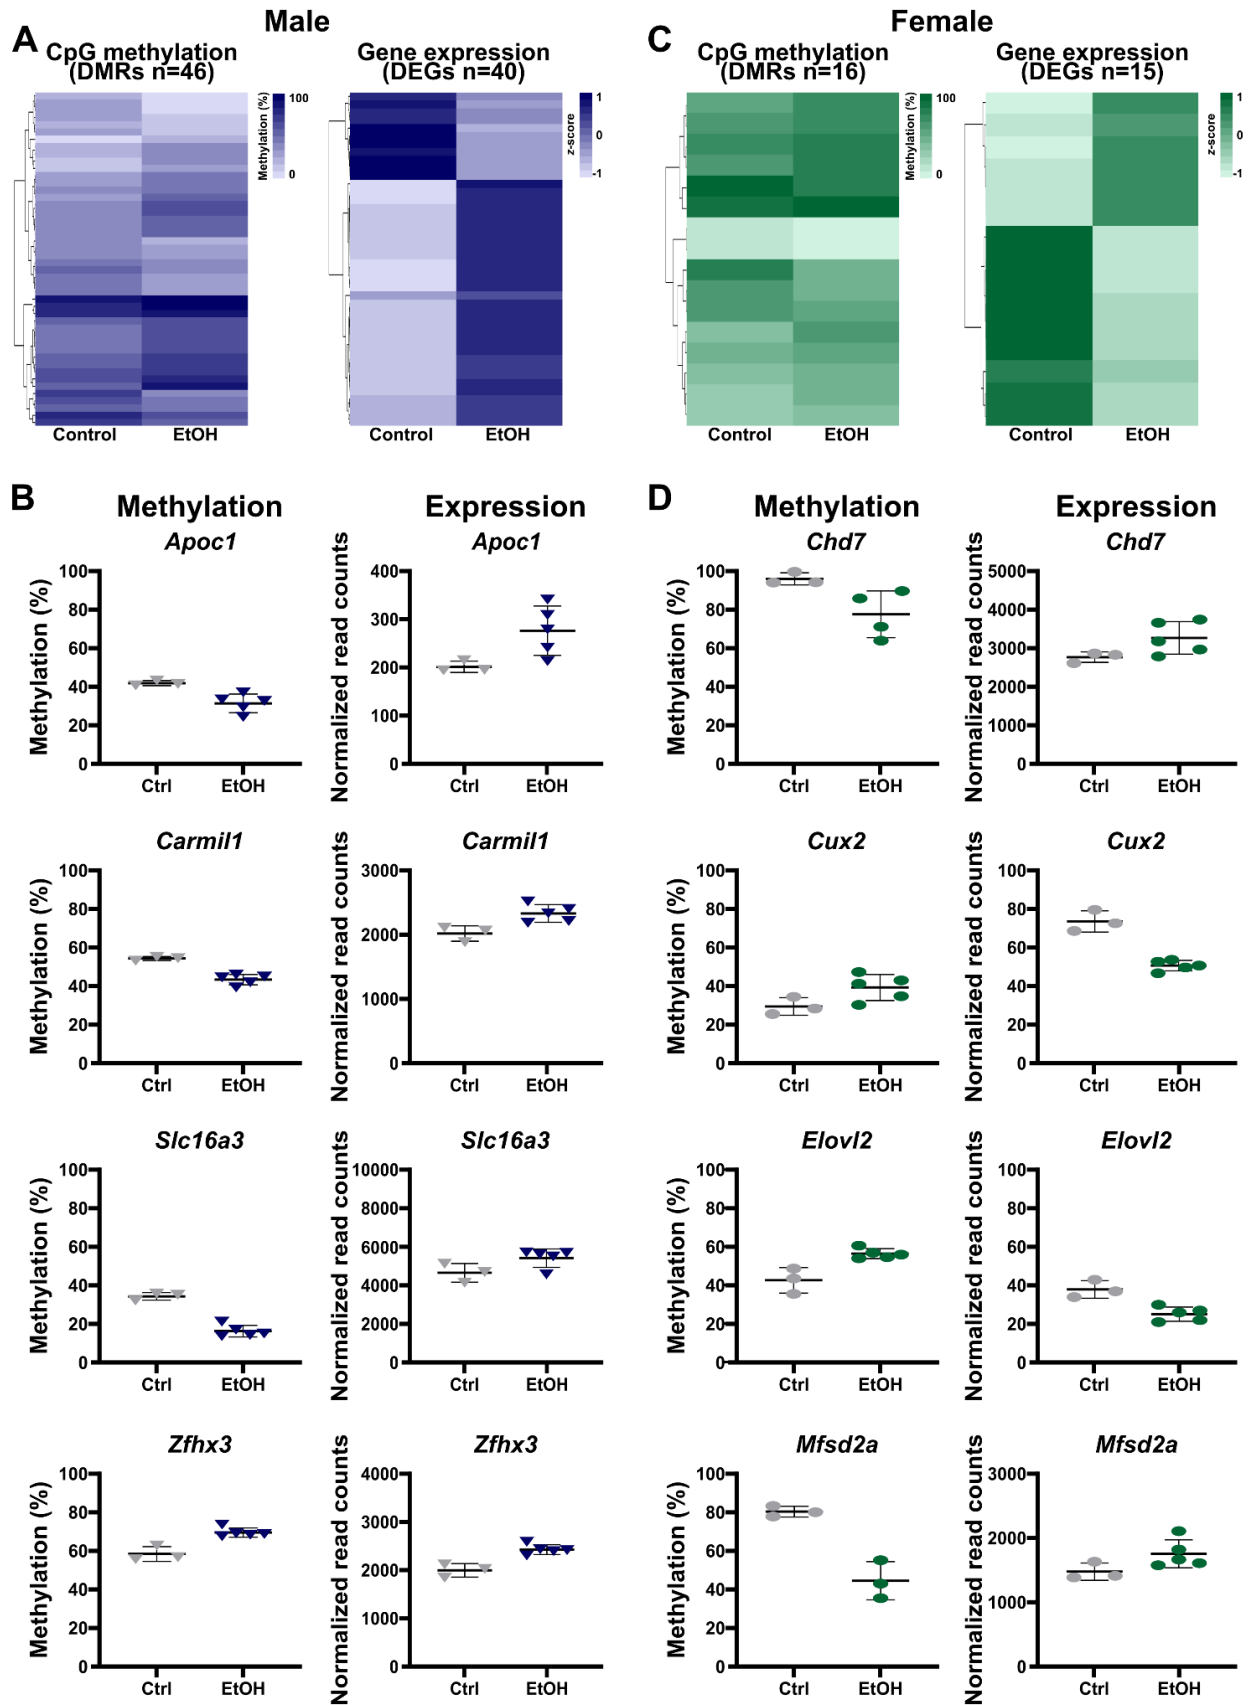 Male
A
CpG methylation
(DMRs n=46)
Gene expression
(DEGs n=40)
100
0
Methylation (%)
1
0
-1
z-score
Control
EtOH
Control
EtOH
Female
C
CpG methylation
(DMRs n=16)
Gene expression
(DEGs n=15)
100
0
Methylation (%)
1
0
-1
z-score
Control
EtOH
Control
EtOH
B
Methylation
Expression
Apoc1
Methylation (%)
100
80
60
40
20
0
Ctrl
EtOH
Apoc1
Normalized read counts
400
300
200
100
0
Ctrl
EtOH
Carmil1
Methylation (%)
100
80
60
40
20
0
Ctrl
EtOH
Carmil1
Normalized read counts
3000
2000
1000
0
Ctrl
EtOH
Slc16a3
Methylation (%)
100
80
60
40
20
0
Ctrl
EtOH
Slc16a3
Normalized read counts
10000
8000
6000
4000
2000
0
Ctrl
EtOH
Zfhx3
Methylation (%)
100
80
60
40
20
0
Ctrl
EtOH
Zfhx3
Normalized read counts
4000
3000
2000
1000
0
Ctrl
EtOH
D
Methylation
Expression
Chd7
Methylation (%)
100
80
60
40
20
0
Ctrl
EtOH
Chd7
Normalized read counts
5000
4000
3000
2000
1000
0
Ctrl
EtOH
Cux2
Methylation (%)
100
80
60
40
20
0
Ctrl
EtOH
Cux2
Normalized read counts
100
80
60
40
20
0
Ctrl
EtOH
Elovl2
Methylation (%)
100
80
60
40
20
0
Ctrl
EtOH
Elovl2
Normalized read counts
100
80
60
40
20
0
Ctrl
EtOH
Mfsd2a
Methylation (%)
100
80
60
40
20
0
Ctrl
EtOH
Mfsd2a
Normalized read counts
3000
2000
1000
0
Ctrl
EtOH